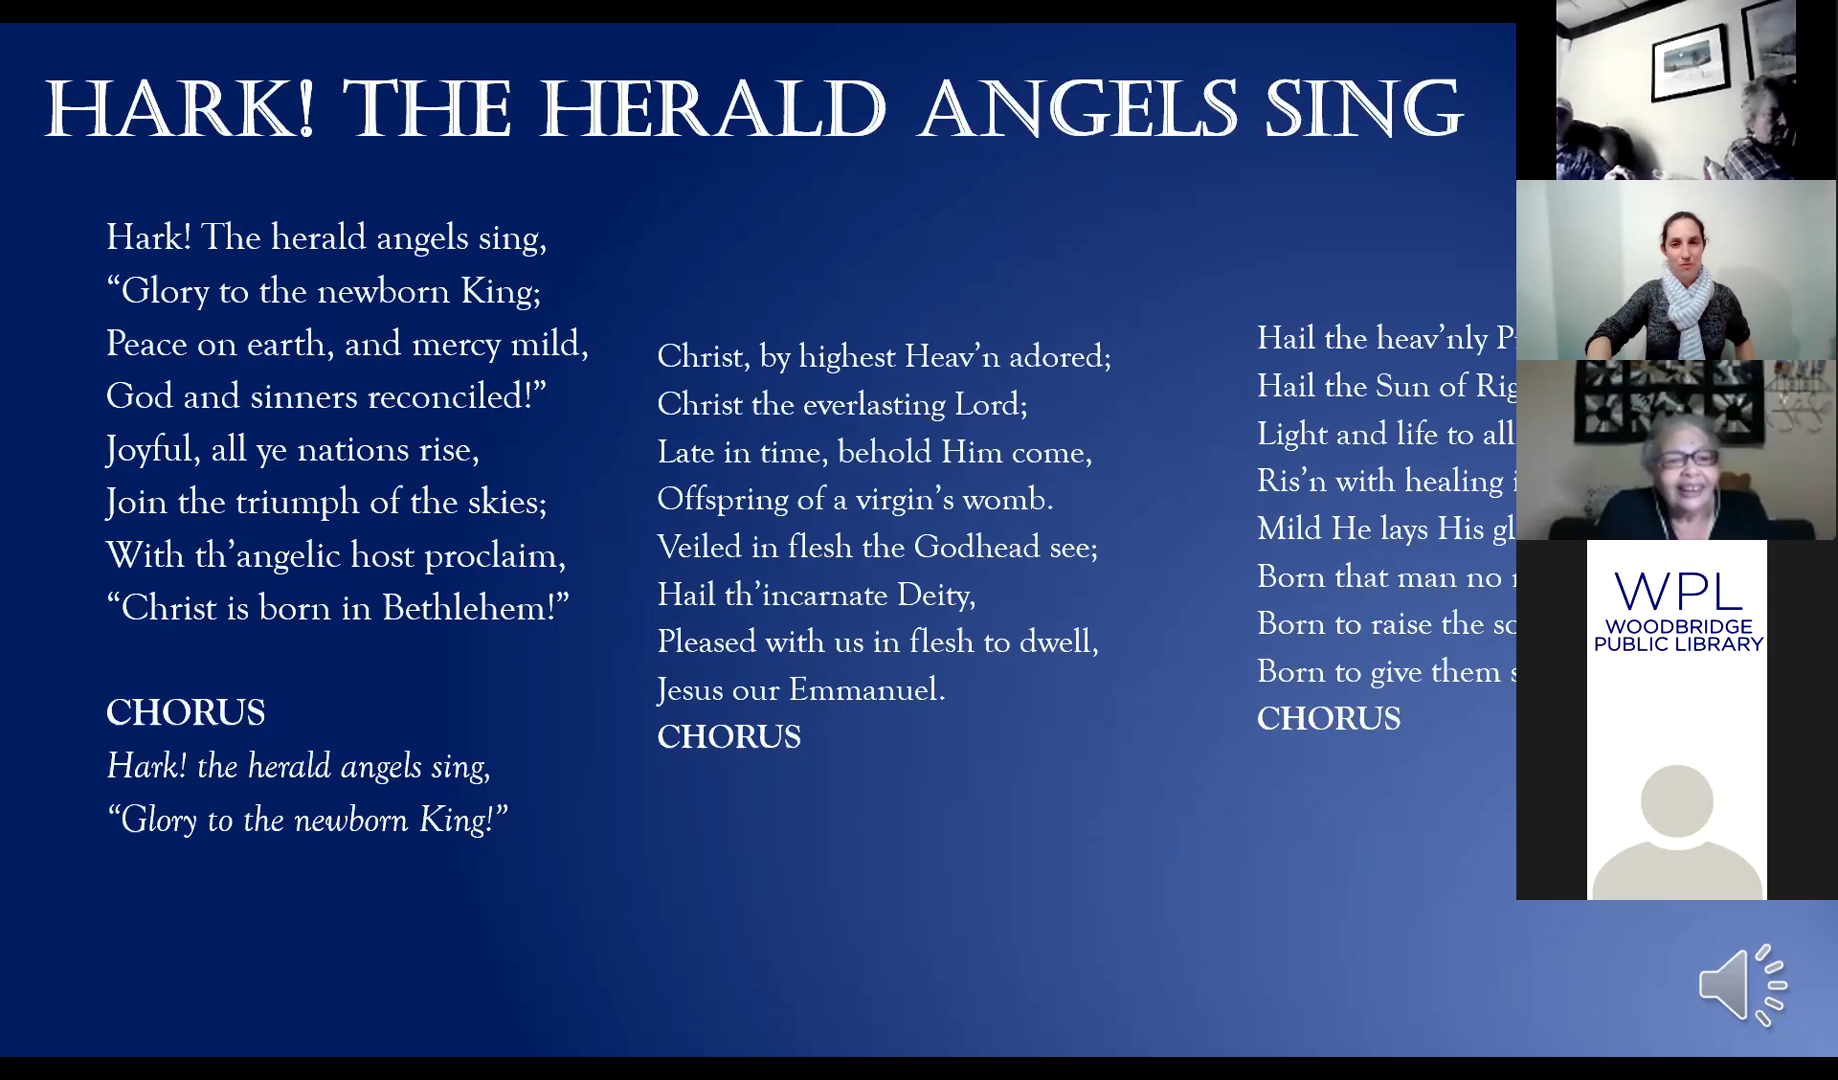 HARK! THE HERALD ANGELS SING
Hark! The herald angels sing,
“Glory to the newborn King;
Peace on earth, and mercy mild,
God and sinners reconciled!”
Joyful, all ye nations rise,
Join the triumph of the skies;
With th’angelic host proclaim,
“Christ is born in Bethlehem!”
CHORUS
Hark! the herald angels sing,
“Glory to the newborn King!”
Christ, by highest Heav’n adored;
Christ the everlasting Lord;
Late in time, behold Him come,
Offspring of a virgin’s womb.
Veiled in flesh the Godhead see;
Hail th’incarnate Deity,
Pleased with us in flesh to dwell,
Jesus our Emmanuel.
CHORUS
Hail the heav’nly
Hail the Sun of
Light and life to all
Ris’n with healing
Mild He lays His
Born that man no
Born to raise the
Born to give them
CHORUS
WPL
WOODBRIDGE
PUBLIC LIBRARY